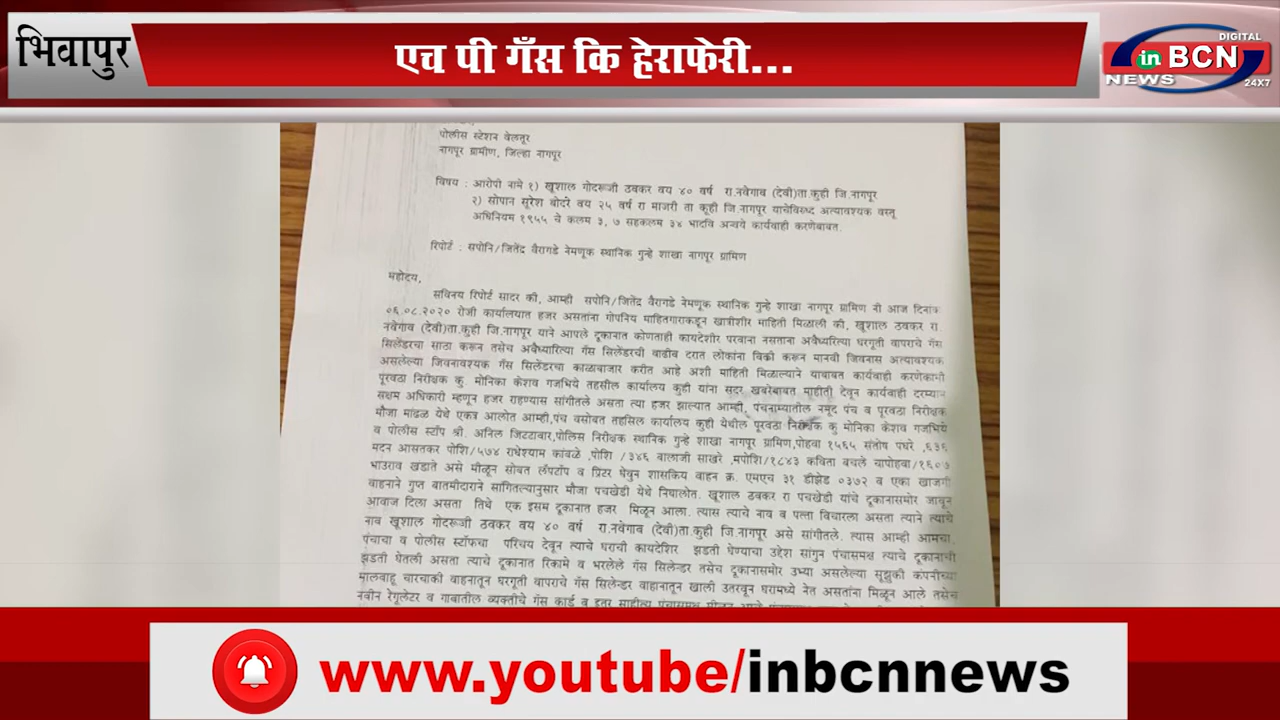 भिवापुर
एच पी गँस कि हेराफेरी...
DIGITAL
in BCN
NEWS
24X7
पोलीस स्टेशन वेलतूर
नागपूर ग्रामीण, जिल्हा नागपूर
विषय : आरोपी नामे १) खूशाल गोदरूजी ठवकर वय ४० वर्ष रा.नवेगाव (देवी)ता.कूही जि.नागपूर
२) सोपान सूरेश बोदरे वय २५ वर्ष रा माजरी ता कूही जि.नागपूर याचेविरुध्द अत्यावश्यक वस्तू
अधिनियम १९५५ चे कलम ३, ७ सहकलम ३४ भादवि अन्वये कार्यवाही करणेबाबत.
रिपोर्ट : सपोनि/जितेंद्र वैरागडे नेमणूक स्थानिक गुन्हे शाखा नागपूर ग्रामिण
महोदय,
सविनय रिपोर्ट सादर की, आम्ही सपोनि/जितेंद्र वैरागडे नेमणूक स्थानिक गुन्हे शाखा नागपूर ग्रामिण नो आज दिनांक
०६.०८.२०२० रोजी कार्यालयात हजर असतांना गोपनिय माहितगाराकडून खात्रीशीर माहिती मिळाली की, खूशाल ठवकर रा.
नवेगाव (देवी)ता.कूही जि.नागपूर याने आपले दूकानात कोणताही कायदेशीर परवाना नसताना अवैध्यरित्या घरगूती वापराचे गॅस
सिलेंडरचा साठा करून तसेच अवैध्यारित्या गॅस सिलेंडरची वाढीव दरात लोकांना विक्री करून मानवी जिवनास अत्यावश्यक
असलेल्या जिवनावश्यक गॅस सिलेंडरचा काळाबाजार करीत आहे अशी माहिती मिळाल्याने याबाबत कार्यवाही करणेकामी
पूरवठा निरीक्षक कु. मोनिका केशव गजभिये तहसील कार्यालय कुही यांना सदर खबरेबाबत माहीती देवून कार्यवाही दरम्यान
सक्षम अधिकारी म्हणून हजर राहण्यास सांगीतले असता त्या हजर झाल्यात आम्ही, पंचनाम्यातील नमूद पंच व पूरवठा निरीक्षक
मौजा मांढळ येथे एकत्र आलोत आम्ही,पंच वसोबत तहसिल कार्यालय कुही येथील पूरवठा निरीक्षक कु मोनिका केशव गजभिये
व पोलीस स्टॉप श्री. अनिल जिटटावार,पोलिस निरीक्षक स्थानिक गुन्हे शाखा नागपूर ग्रामिण,पोहवा १५६५ संतोष पंधरे ,६३६
मदन आसतकर पोशि/५७४ राधेश्याम कांबळे ,पोशि /३४६ बालाजी साखरे ,मपोशि/१८४३ कविता बचले चापोहवा/१६०७
भाउराव खंडाते असे मीळून सोबत लॅपटॉप व प्रिंटर घेवुन शासकिय वाहन क्र. एमएच ३१ डीझेड ०३७२ व एका खाजगी
वाहनाने गुप्त बातमीदाराने सांगितल्यानुसार मौजा पचखेडी येथे निघालोत. खूशाल ठवकर रा पचखेडी यांचे दूकानासमोर जावून
आवाज दिला असता तिथे एक इसम दूकानात हजर मिळून आला. त्यास त्याचे नाव व पत्ता विचारला असता त्याने त्याचे
नाव खूशाल गोदरूजी ठवकर वय ४० वर्ष रा.नवेगाव (देवी)ता.कुही जि.नागपूर असे सांगीतले. त्यास आम्ही आमचा,
पंचाचा व पोलीस स्टॉफचा परिचय देवून त्याचे घराची कायदेशिर झडती घेण्याचा उद्देश सांगुन पंचासमक्ष त्याचे दूकानाची
झडती घेतली असता त्याचे दूकानात रिकामे व भरलेले गॅस सिलेन्डर तसेच दूकानासमोर उभ्या असलेल्या सूझुकी कंपनीच्या
मालवाहू चारचाकी वाहनातून घरगूती वापराचे गॅस सिलेन्डर वाहानातून खाली उतरवून घरामध्ये नेत असतांना मिळून आले तसेच
नवीन रेगूलेटर व गावातील व्यक्तीचे गॅस कार्ड व इतर साहीत्य पंचासमक्ष
www.youtube/inbcnnews